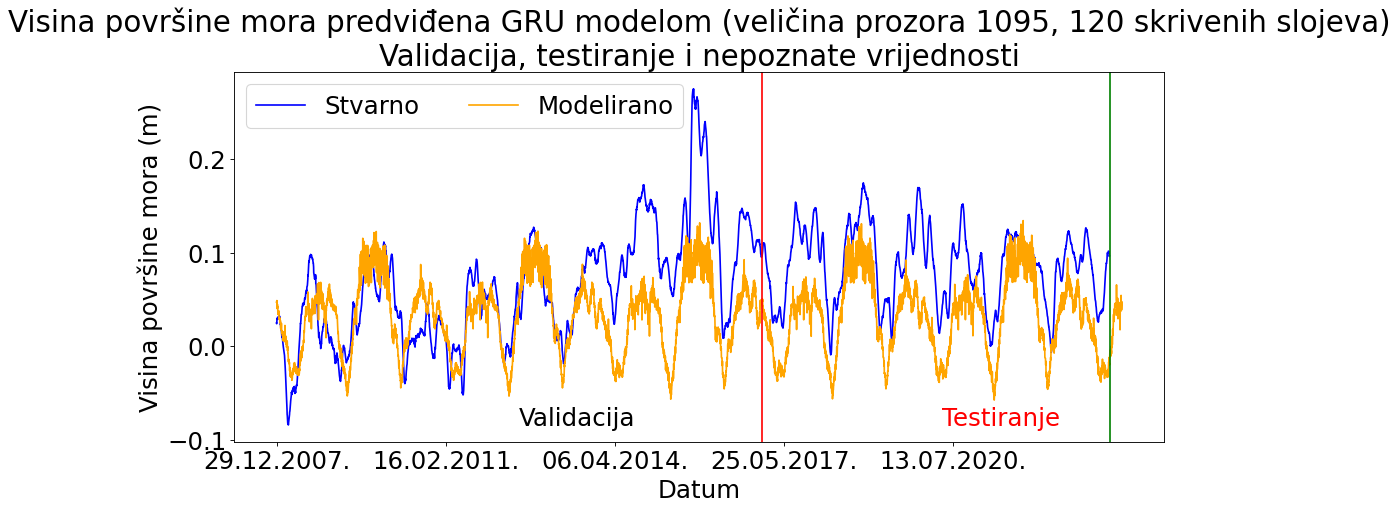 Visina površine mora predviđena GRU modelom (veličina prozora 1095, 120 skrivenih slojeva)
Validacija, testiranje i nepoznate vrijednosti
Stvarno Modelirano
Visina površine mora (m)
0.2
0.1
0.0
−0.1
Validacija
Testiranje
29.12.2007. 16.02.2011. 06.04.2014. 25.05.2017. 13.07.2020.
Datum